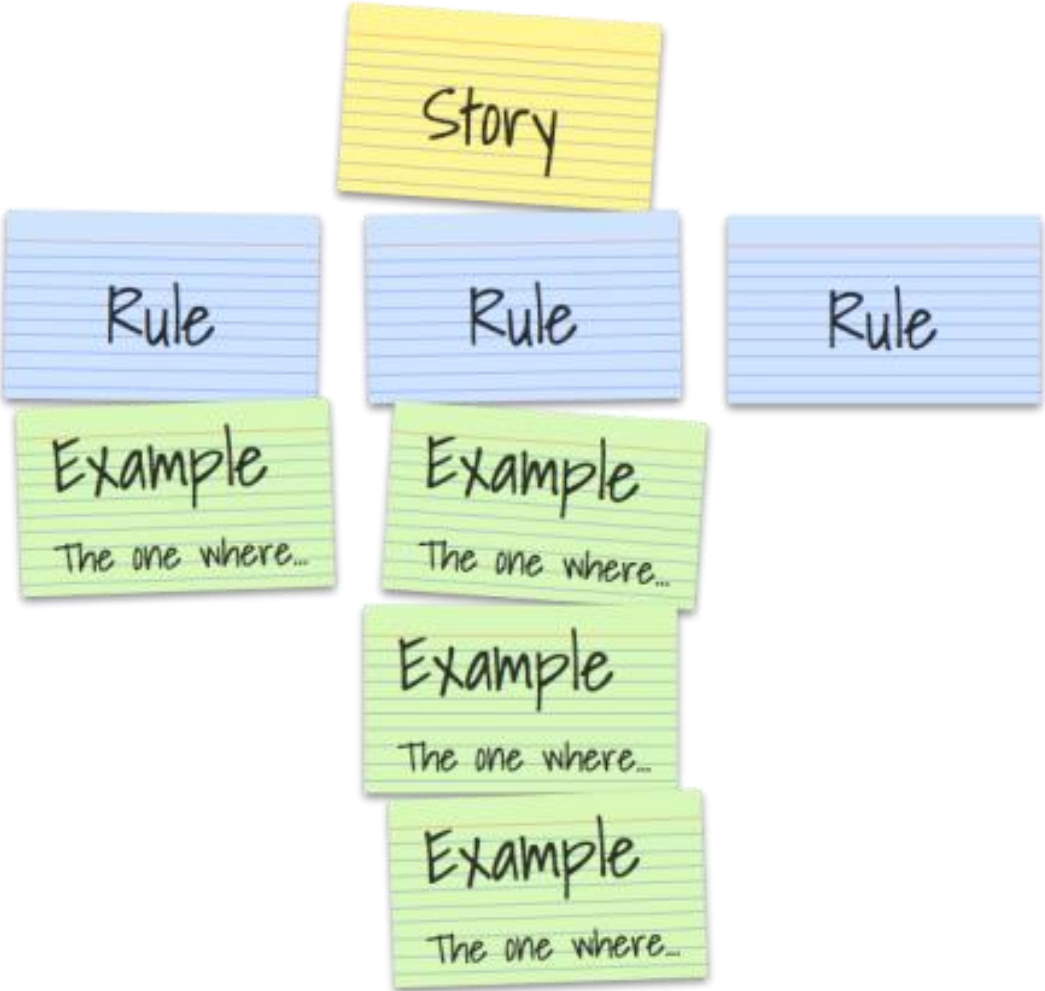 Story
Rule
Rule
Rule
Example
The one where...
Example
The one where...
Example
The one where...
Example
The one where...